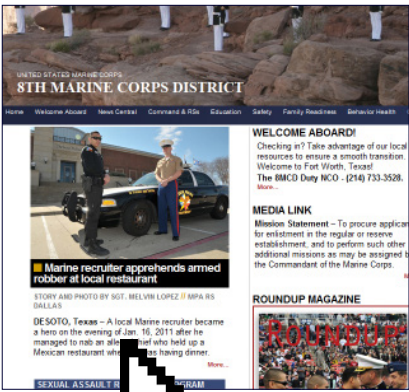 UNITED STATES MARINE CORPS
8TH MARINE CORPS DISTRICT
Home Welcome Aboard News Central Command & RSs Education Safety Family Readiness Behavior Health
Marine recruiter apprehends armed
robber at local restaurant
STORY AND PHOTO BY SGT. MELVIN LOPEZ // MPA RS
DALLAS
DESOTO, Texas – A local Marine recruiter became
a hero on the evening of Jan. 16, 2011 after he
managed to nab an thief who held up a
Mexican restaurant having dinner.
More...
SEXUAL ASSAULT
WELCOME ABOARD!
Checking in? Take advantage of our local
resources to ensure a smooth transition.
Welcome to Fort Worth, Texas!
The 8MCD Duty NCO - (214) 733-3528.
More...
MEDIA LINK
Mission Statement – To procure applican
for enlistment in the regular or reserve
establishment, and to perform such other
additional missions as may be assigned b
the Commandant of the Marine Corps.
ROUNDUP MAGAZINE
ROUNDUP